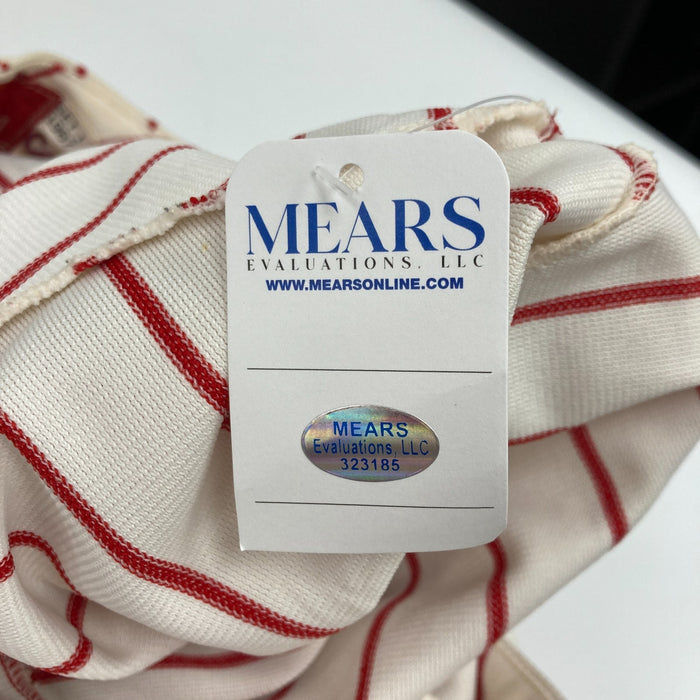 MEARS
EVALUATIONS, LLC
WWW.MEARSONLINE.COM
MEARS
Evaluations, LLC
323185